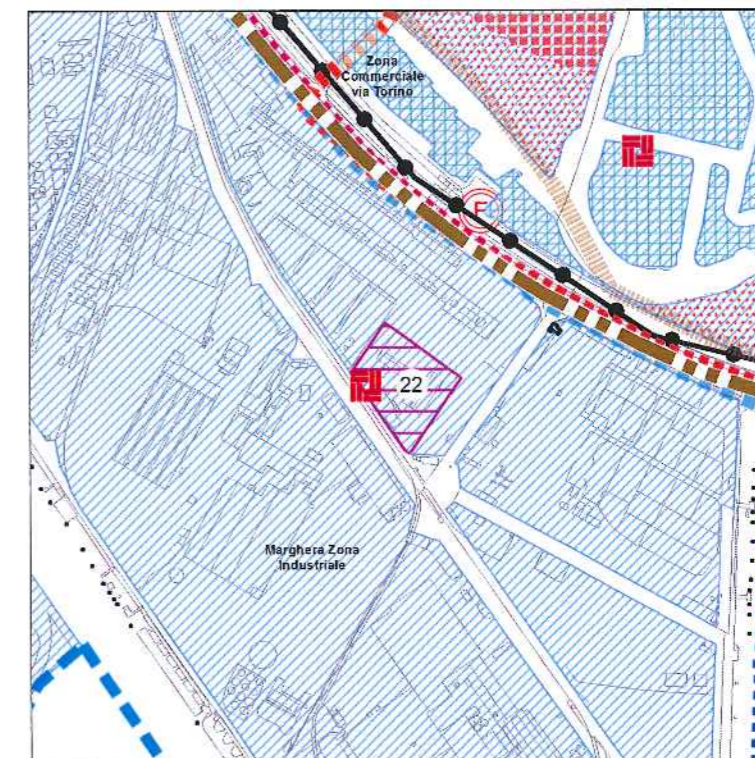 Zona
Commerciale
via Torino
F
22
Marghera Zona
Industriale